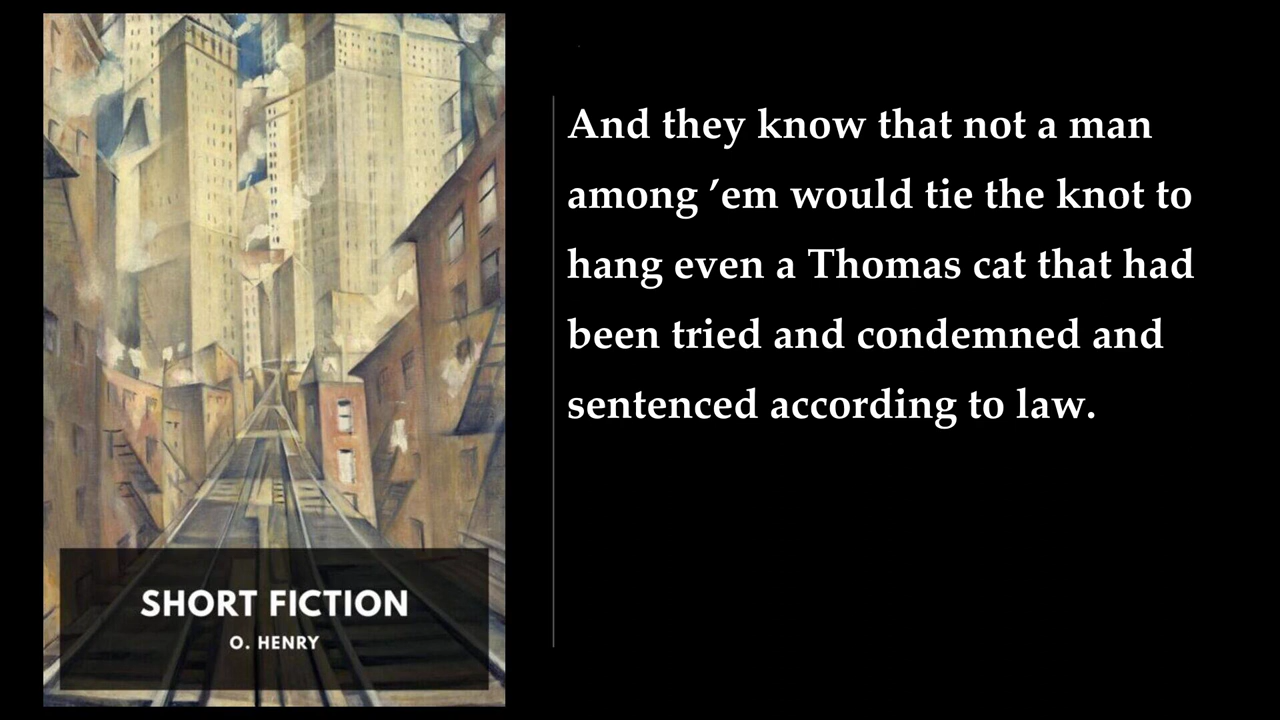 And they know that not a man
among ’em would tie the knot to
hang even a Thomas cat that had
been tried and condemned and
sentenced according to law.
SHORT FICTION
O. HENRY